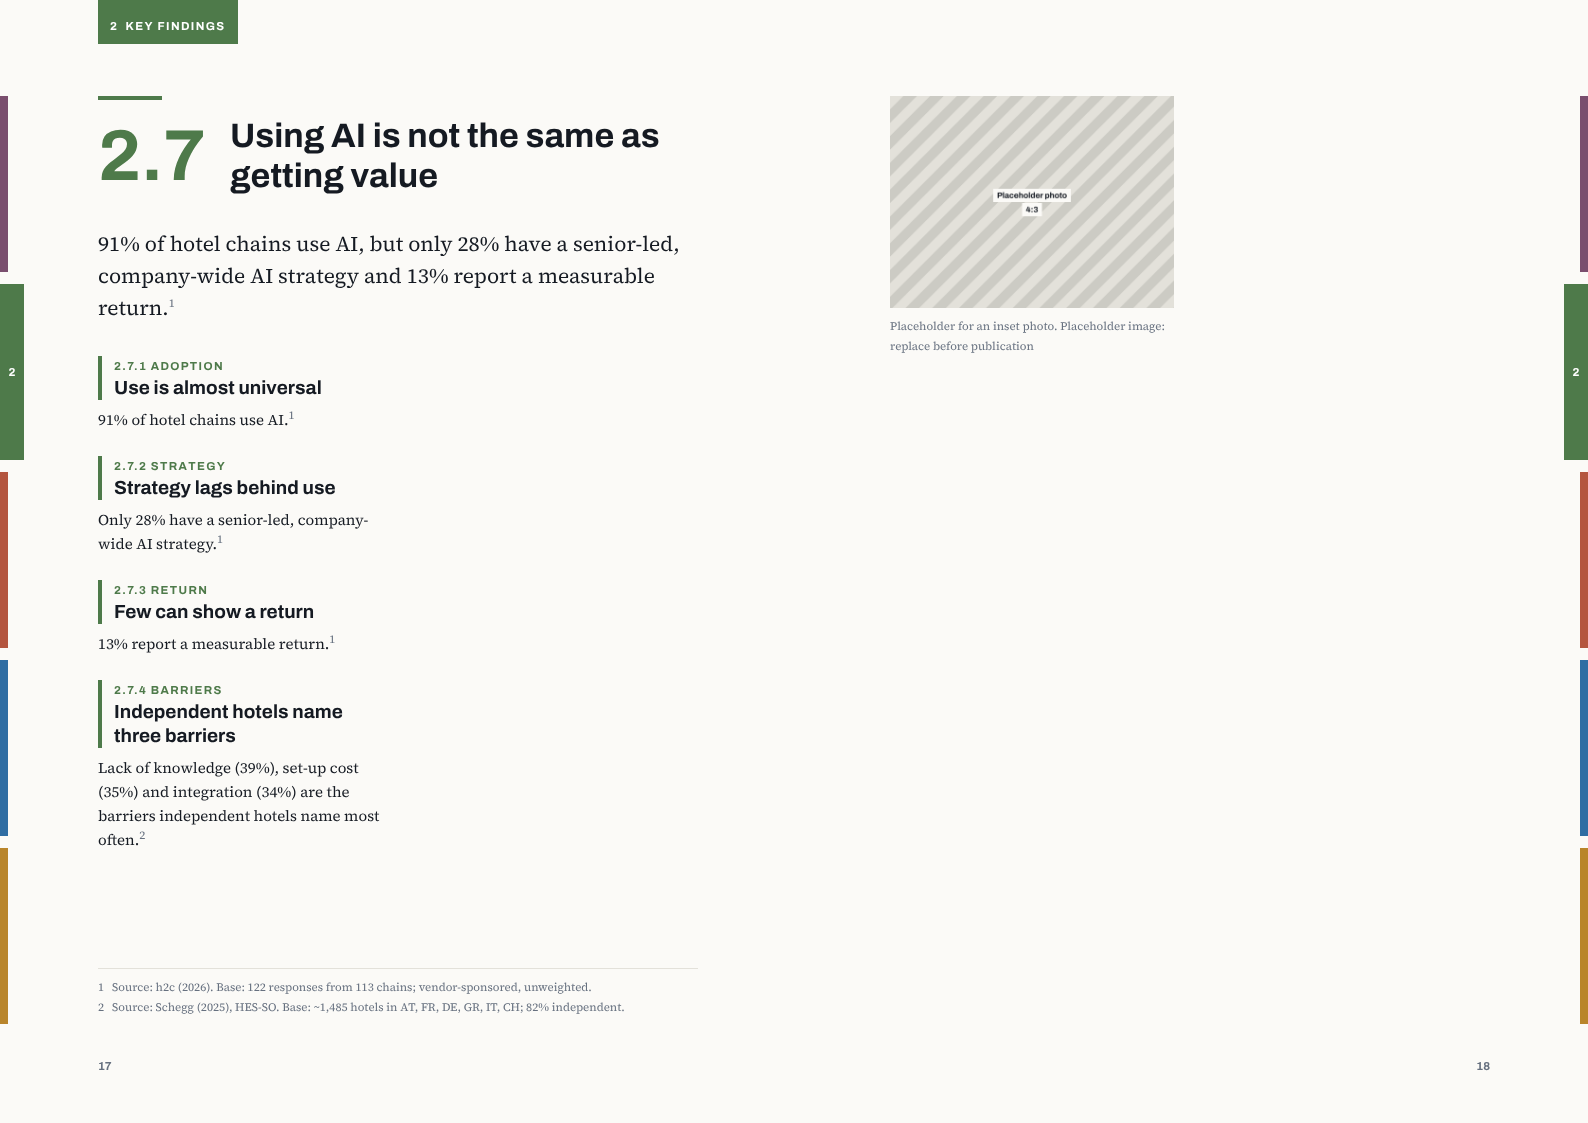 2 KEY FINDINGS
2.7
Using AI is not the same as
getting value
91% of hotel chains use AI, but only 28% have a senior-led,
company-wide AI strategy and 13% report a measurable
return.1
2.7.1 ADOPTION
Use is almost universal
91% of hotel chains use AI.1
2.7.2 STRATEGY
Strategy lags behind use
Only 28% have a senior-led, company-
wide AI strategy.1
2.7.3 RETURN
Few can show a return
13% report a measurable return.1
2.7.4 BARRIERS
Independent hotels name
three barriers
Lack of knowledge (39%), set-up cost
(35%) and integration (34%) are the
barriers independent hotels name most
often.2
1 Source: h2c (2026). Base: 122 responses from 113 chains; vendor-sponsored, unweighted.
2 Source: Schegg (2025), HES-SO. Base: ~1,485 hotels in AT, FR, DE, GR, IT, CH; 82% independent.
17
2
Placeholder photo
4:3
Placeholder for an inset photo. Placeholder image:
replace before publication
2
18